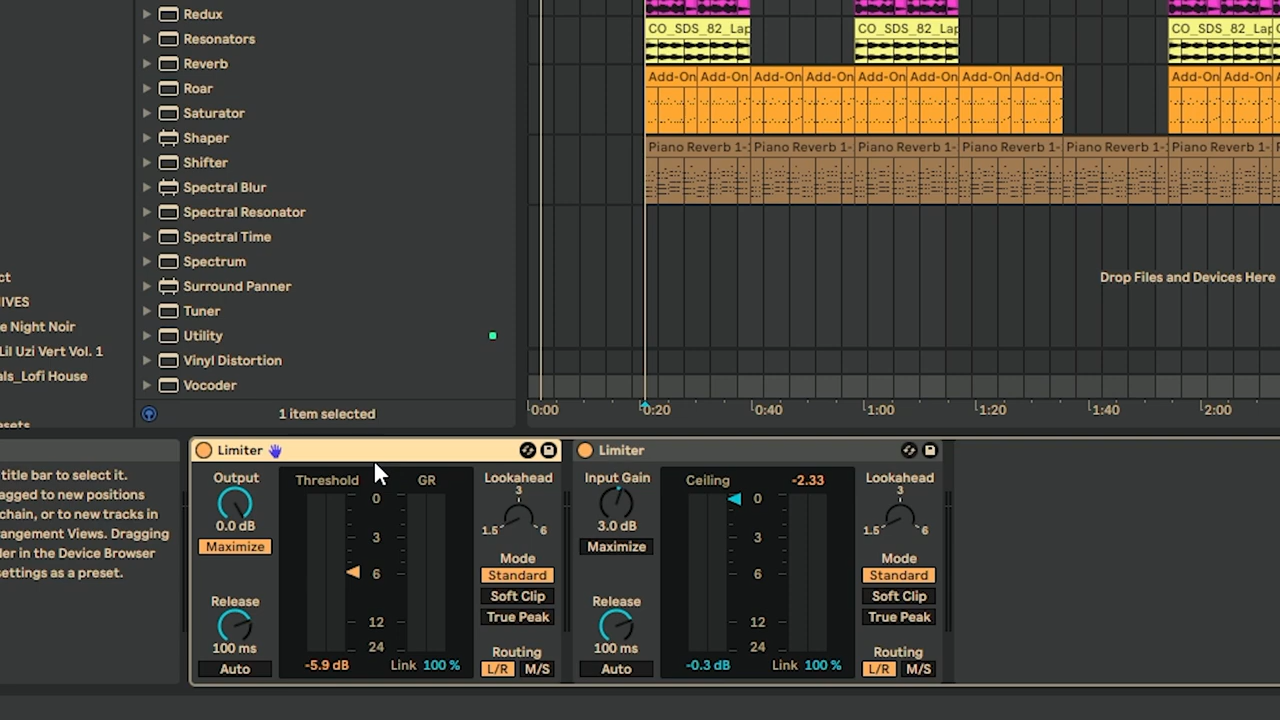 Redux
Resonators
Reverb
Roar
Saturator
Shaper
Shifter
Spectral Blur
Spectral Resonator
Spectral Time
Spectrum
Surround Panner
Tuner
Utility
Vinyl Distortion
Vocoder
1 item selected
ct
IVES
e Night Noir
Lil Uzi Vert Vol. 1
als_Lofi House
CO_SDS_82_Lap CO_SDS_82_Lap CO_SDS_82_Lap
Add-On Add-On Add-On Add-On Add-On Add-On Add-On Add-On Add-On Add-On
Piano Reverb 1- Piano Reverb 1- Piano Reverb 1- Piano Reverb 1- Piano Reverb 1- Piano Reverb 1-
Drop Files and Devices Here
0:00 0:20 0:40 1:00 1:20 1:40 2:00
title bar to select it.
agged to new positions
chain, or to new tracks in
rangement Views. Dragging
ler in the Device Browser
settings as a preset.
Limiter
Output
0.0 dB
Maximize
Release
100 ms
Auto
Threshold GR
0
3
6
12
24
-5.9 dB Link 100 %
Lookahead
3
1.5 6
Mode
Standard
Soft Clip
True Peak
Routing
L/R M/S
Limiter
Input Gain
3.0 dB
Maximize
Release
100 ms
Auto
Ceiling -2.33
0
3
6
12
24
-0.3 dB Link 100 %
Lookahead
3
1.5 6
Mode
Standard
Soft Clip
True Peak
Routing
L/R M/S